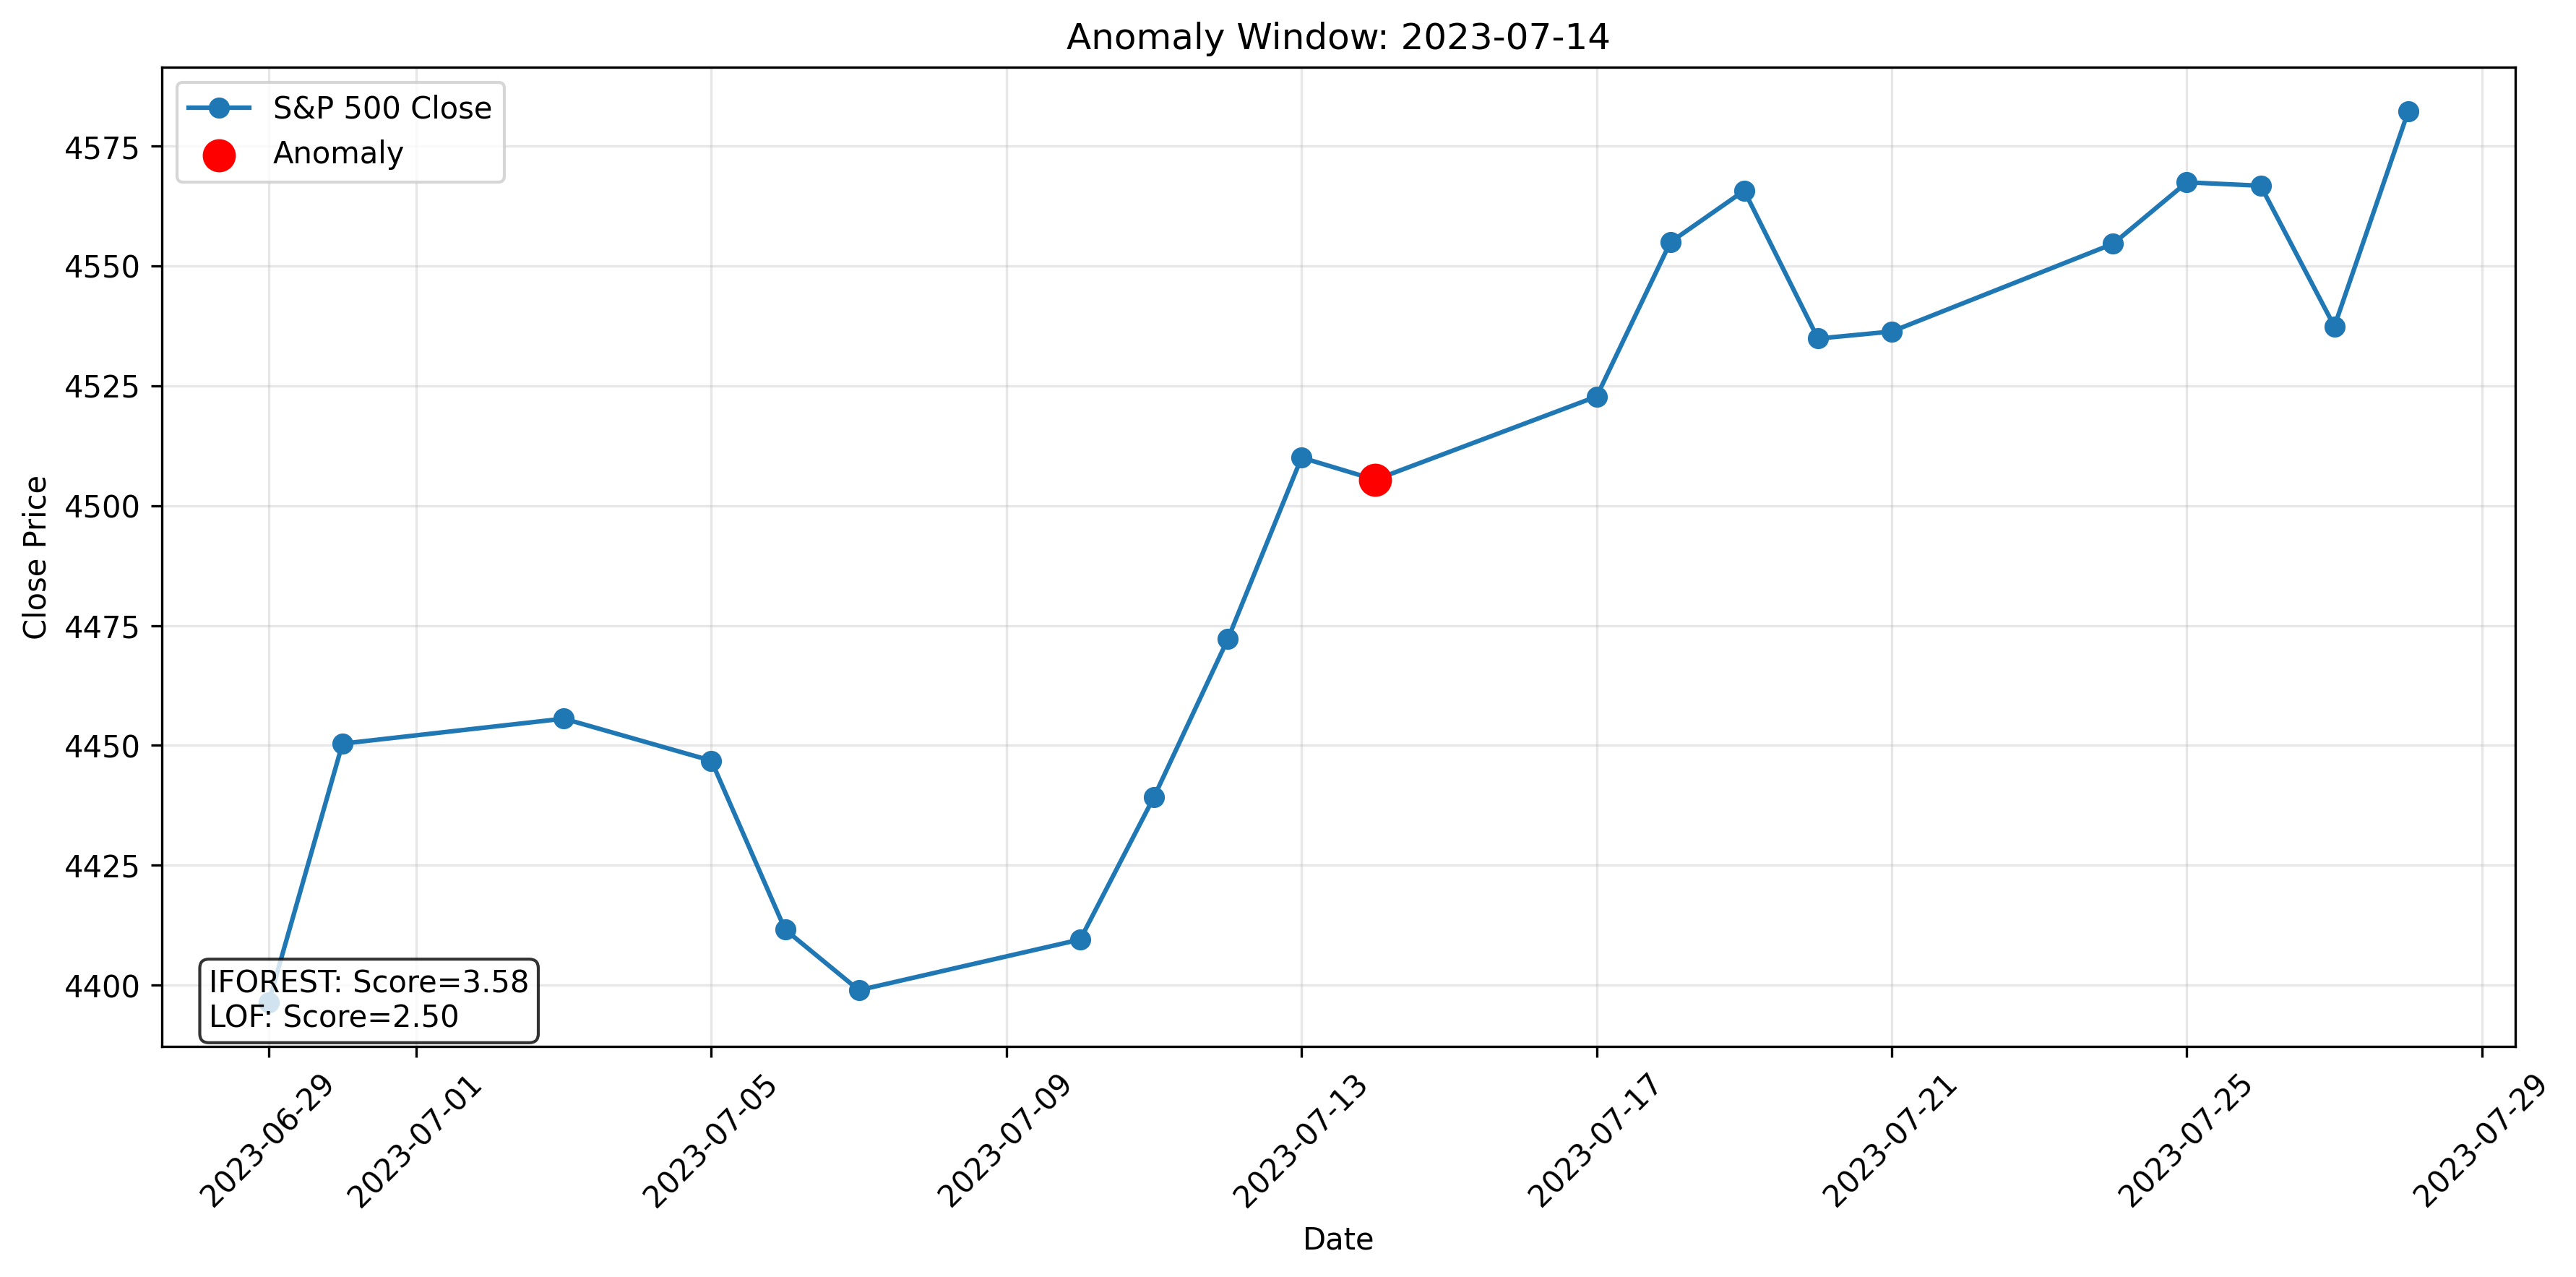 Anomaly Window: 2023-07-14
S&P 500 Close
Anomaly
4575
4550
4525
4500
4475
4450
4425
4400
Close Price
IFOREST: Score=3.58
LOF: Score=2.50
2023-06-29
2023-07-01
2023-07-05
2023-07-09
2023-07-13
2023-07-17
2023-07-21
2023-07-25
2023-07-29
Date